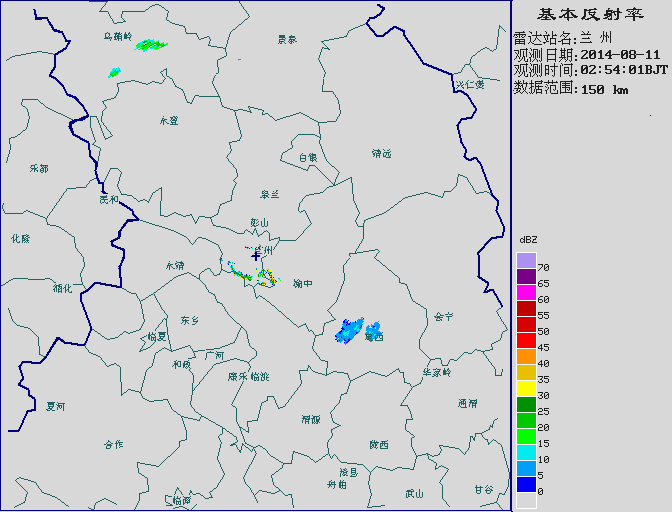 基本反射率
雷达站名:兰 州
观测日期:2014-08-11
观测时间:02:54:01BJT
数据范围:150 km
乌鞘岭
景泰
兴仁堡
永登
白银
靖远
乐都
皋兰
民和
彭山
化隆
兰州
永靖
榆中
循化
东乡
会宁
临夏
定西
广河
和政
康乐 临洮
华家岭
夏河
渭源
通渭
合作
陇西
漳县
岷
临潭
武山
甘谷
dBZ
70
65
60
55
50
45
40
35
30
25
20
15
10
5
0